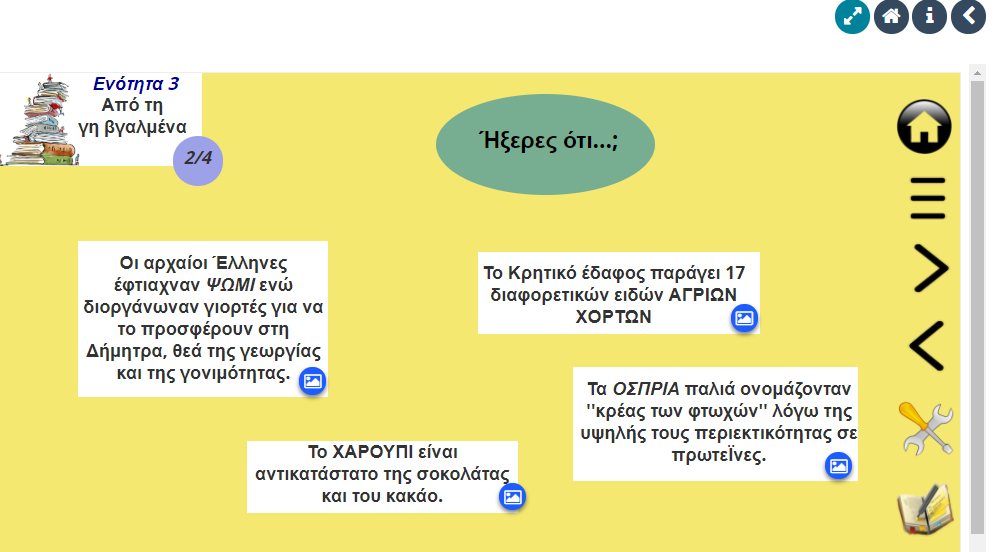 Ενότητα 3
Από τη
γη βγαλμένα
2/4
Ήξερες ότι...;
Οι αρχαίοι Έλληνες
έφτιαχναν ΨΩΜΙ ενώ
διοργάνωναν γιορτές για να
το προσφέρουν στη
Δήμητρα, θεά της γεωργίας
και της γονιμότητας.
Το Κρητικό έδαφος παράγει 17
διαφορετικών ειδών ΑΓΡΙΩΝ
ΧΟΡΤΩΝ
Τα ΟΣΠΡΙΑ παλιά ονομάζονταν
"κρέας των φτωχών" λόγω της
υψηλής τους περιεκτικότητας σε
πρωτεΪνες.
Το ΧΑΡΟΥΠΙ είναι
αντικατάστατο της σοκολάτας
και του κακάο.